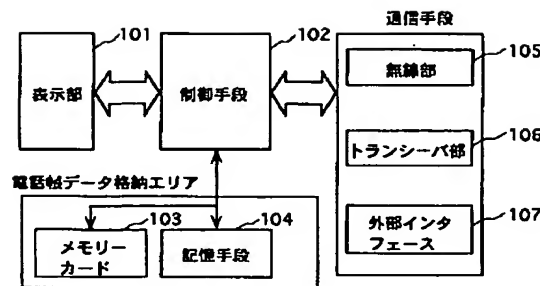 通信手段
101
102
105
表示部
制御手段
無線部
106
トランシーバ部
電話帳データ格納エリア
103
104
107
メモリー
カード
記憶手段
外部インタ
フェース